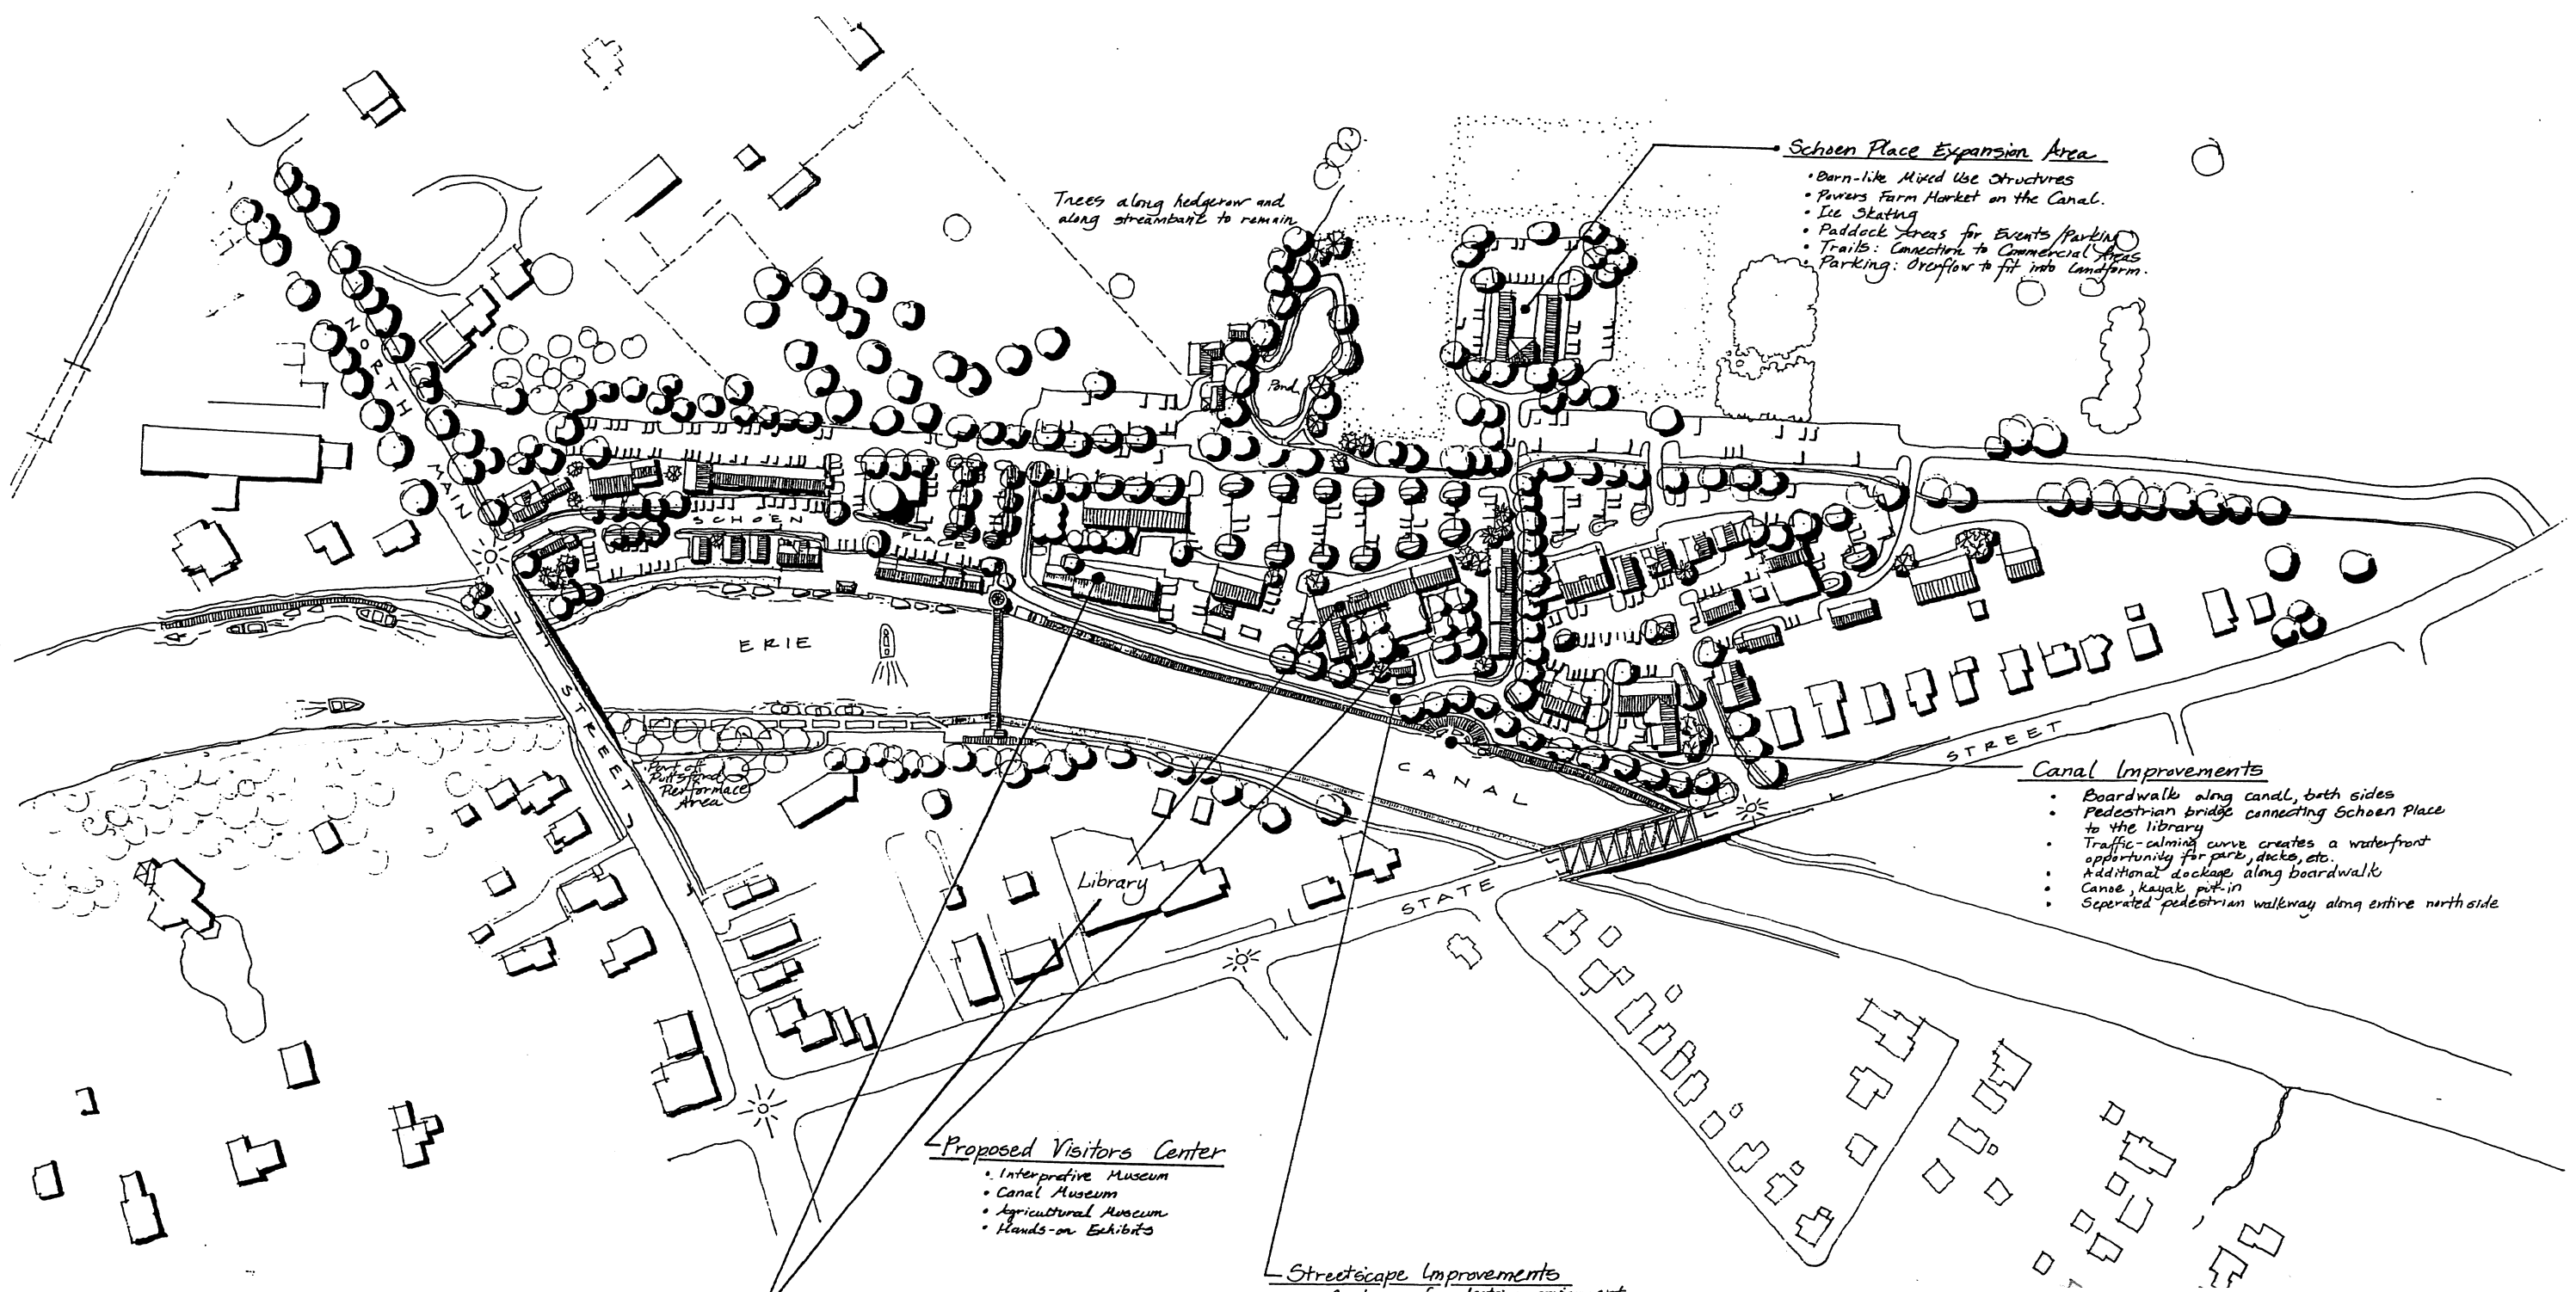 Schoen Place Expansion Area
• Barn-like Mixed Use Structures
• Powers Farm Market on the Canal.
• Ice Skating
• Paddock Areas for Events/Parking
• Trails: Connection to Commercial Areas
• Parking: Overflow to fit into Landform.
Trees along hedgerow and
along streambank to remain
Pond
NORTH
MAIN
STREET
SCHOEN
PLACE
ERIE
CANAL
Part of
Pittsford
Performace
Area
Library
STATE
STREET
Canal Improvements
• Boardwalk along canal, both sides
• Pedestrian bridge connecting Schoen Place
to the library
• Traffic-calming curve creates a waterfront
opportunity for park, docks, etc.
• Additional dockage along boardwalk
• Canoe, kayak put-in
• Seperated pedestrian walkway along entire north side
Proposed Visitors Center
• Interpretive Museum
• Canal Museum
• Agricultural Museum
• Hands-on Exhibits
Streetscape Improvements